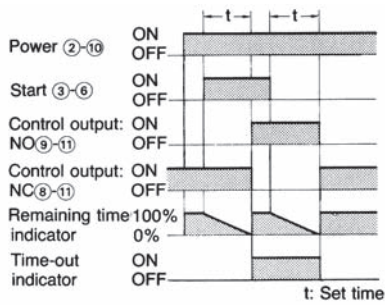 t t
Power ②-⑩ ON
OFF
Start ③-⑥ ON
OFF
Control output: ON
NO⑨-⑪ OFF
Control output: ON
NC⑧-⑪ OFF
Remaining time 100%
indicator 0%
Time-out ON
indicator OFF
t: Set time